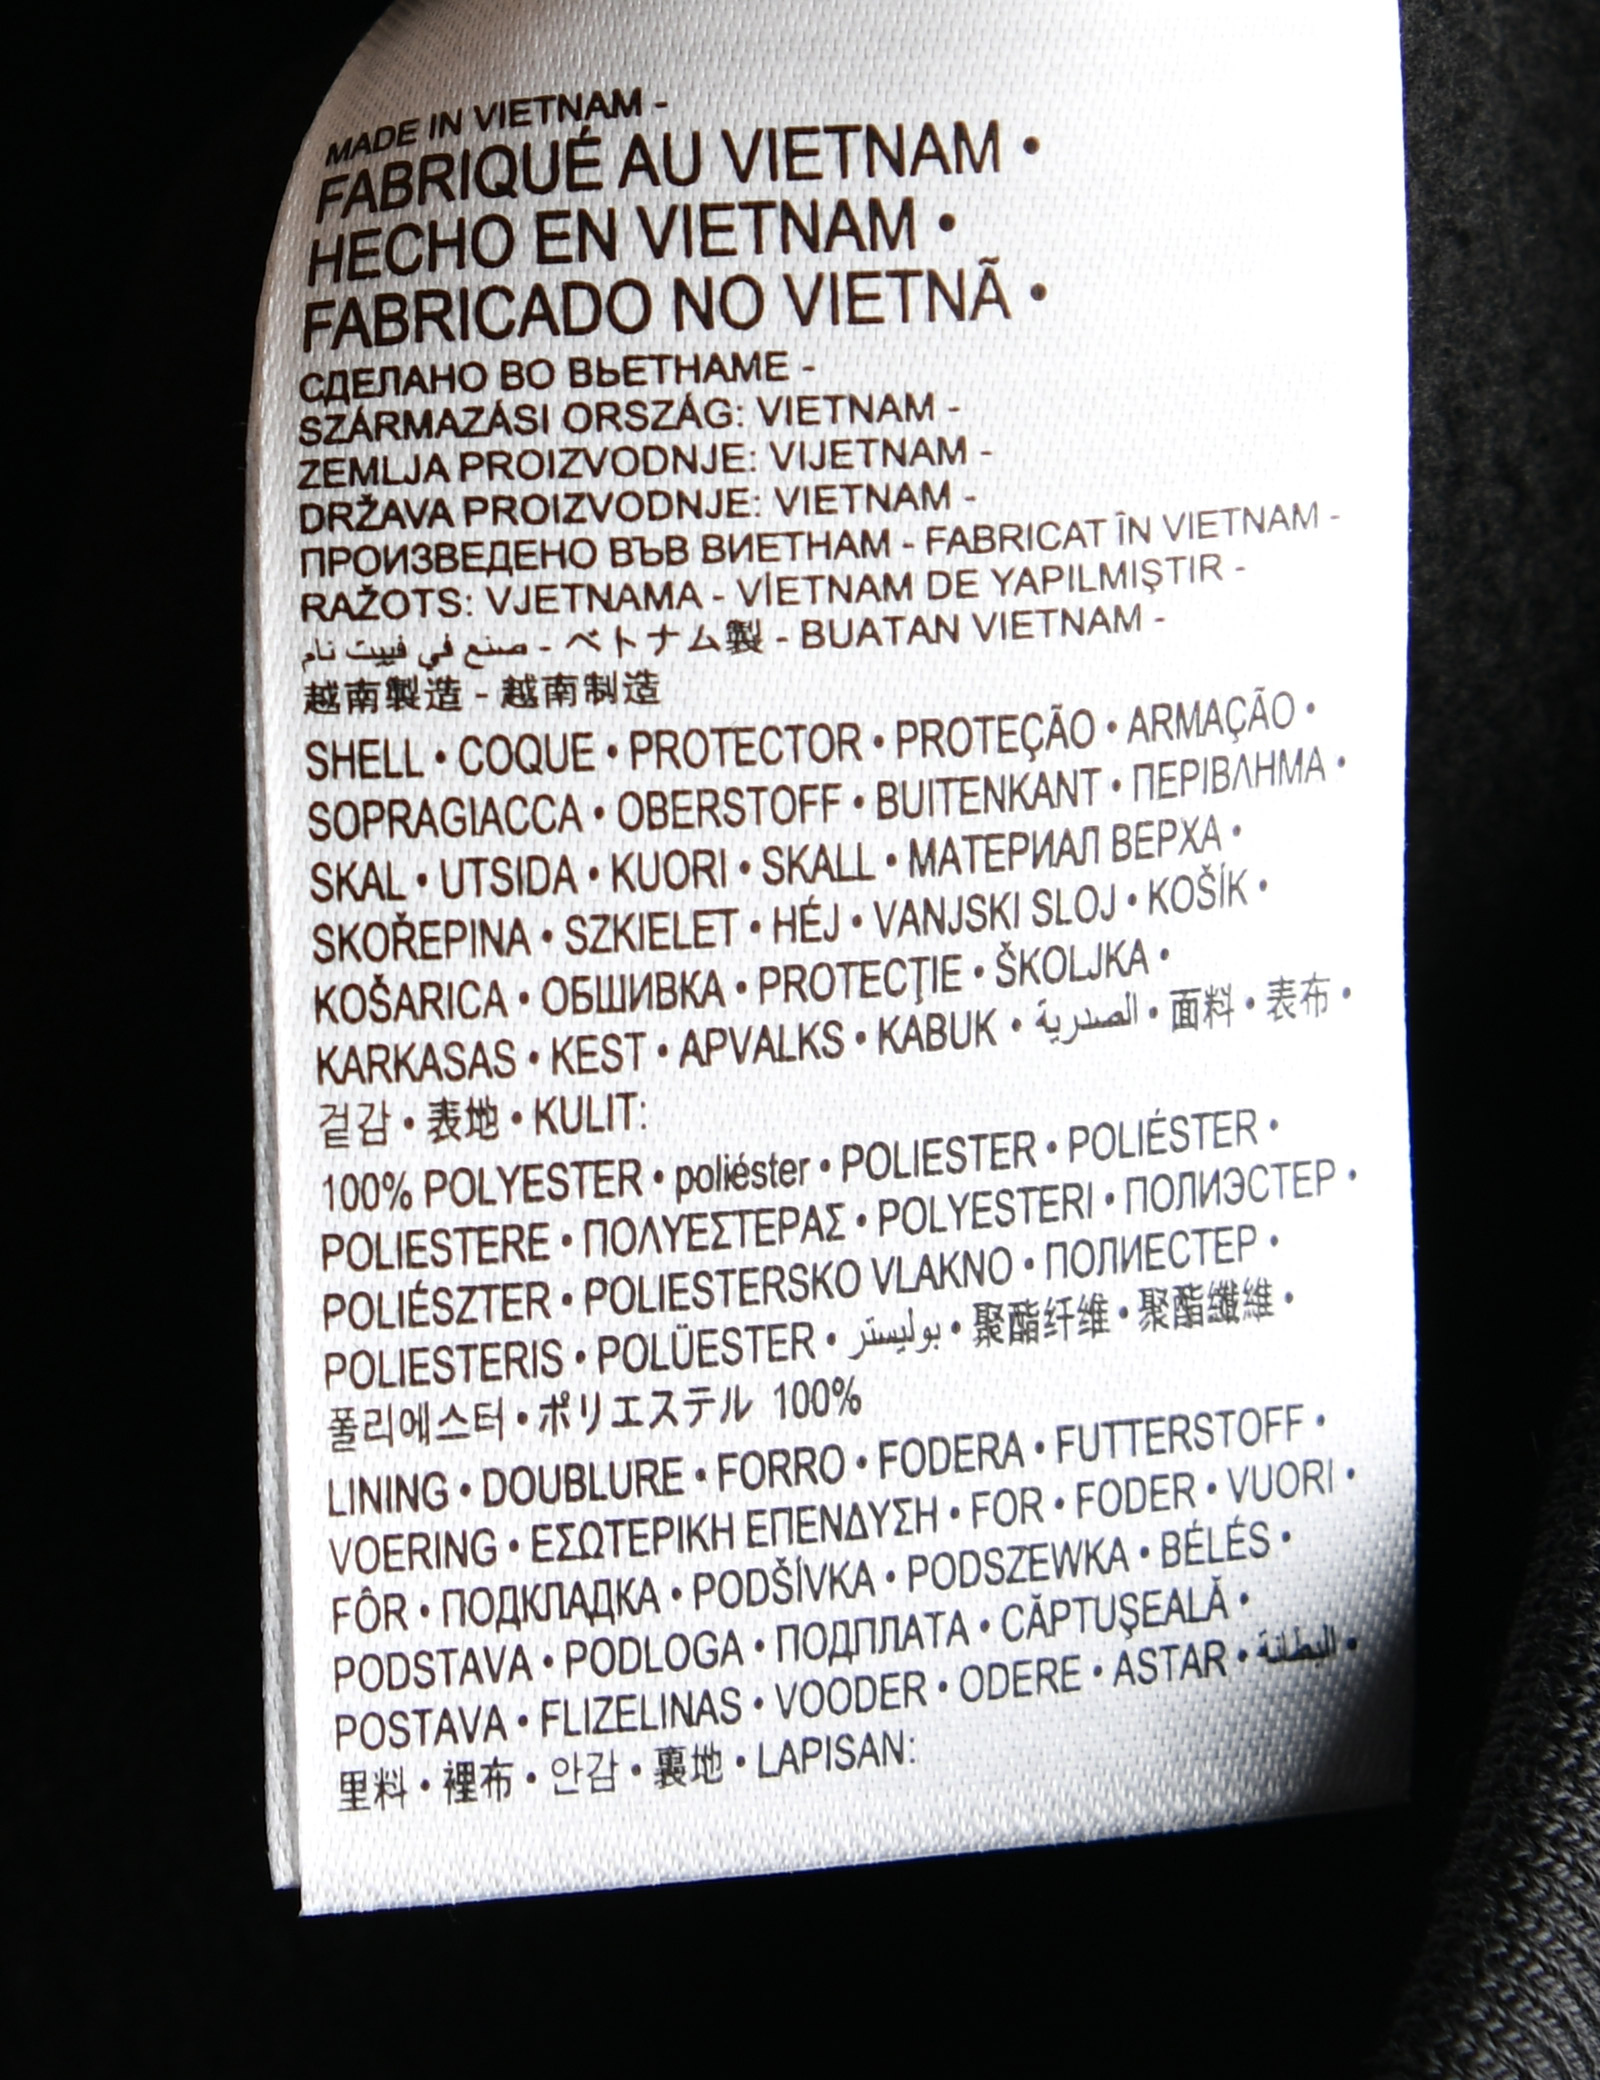 MADE IN VIETNAM -
FABRIQUÉ AU VIETNAM •
HECHO EN VIETNAM •
FABRICADO NO VIETNÃ •
СДЕЛАНО ВО ВЬЕТНАМЕ -
SZÁRMAZÁSI ORSZÁG: VIETNAM -
ZEMLJA PROIZVODNJE: VIJETNAM -
DRŽAVA PROIZVODNJE: VIETNAM -
ПРОИЗВЕДЕНО ВЪВ ВИЕТНАМ - FABRICAT ÎN VIETNAM -
RAŽOTS: VJETNAMA - VİETNAM DE YAPILMIŞTIR -
صنع في فييت نام - ベトナム製 - BUATAN VIETNAM -
越南製造 - 越南制造
SHELL • COQUE • PROTECTOR • PROTEÇÃO • ARMAÇÃO •
SOPRAGIACCA • OBERSTOFF • BUITENKANT • ΠΕΡΙΒΛΗΜΑ •
SKAL • UTSIDA • KUORI • SKALL • МАТЕРИАЛ ВЕРХА •
SKOŘEPINA • SZKIELET • HÉJ • VANJSKI SLOJ • KOŠÍK •
KOŠARICA • ОБШИВКА • PROTECŢIE • ŠKOLJKA •
KARKASAS • KEST • APVALKS • KABUK • الصدرية • 面料 • 表布 •
겉감 • 表地 • KULIT:
100% POLYESTER • poliéster • POLIESTER • POLIÉSTER •
POLIESTERE • ΠΟΛΥΕΣΤΕΡΑΣ • POLYESTERI • ПОЛИЭСТЕР •
POLIÉSZTER • POLIESTERSKO VLAKNO • ПОЛИЕСТЕР •
POLIESTERIS • POLÜESTER • بوليستر • 聚酯纤维 • 聚酯纖維 •
폴리에스터 • ポリエステル 100%
LINING • DOUBLURE • FORRO • FODERA • FUTTERSTOFF •
VOERING • ΕΣΩΤΕΡΙΚΗ ΕΠΕΝΔΥΣΗ • FOR • FODER • VUORI •
FÔR • ПОДКЛАДКА • PODŠÍVKA • PODSZEWKA • BÉLÉS •
PODSTAVA • PODLOGA • ПОДПЛАТА • CĂPTUŞEALĂ •
POSTAVA • FLIZELINAS • VOODER • ODERE • ASTAR • البطانة •
里料 • 裡布 • 안감 • 裏地 • LAPISAN: